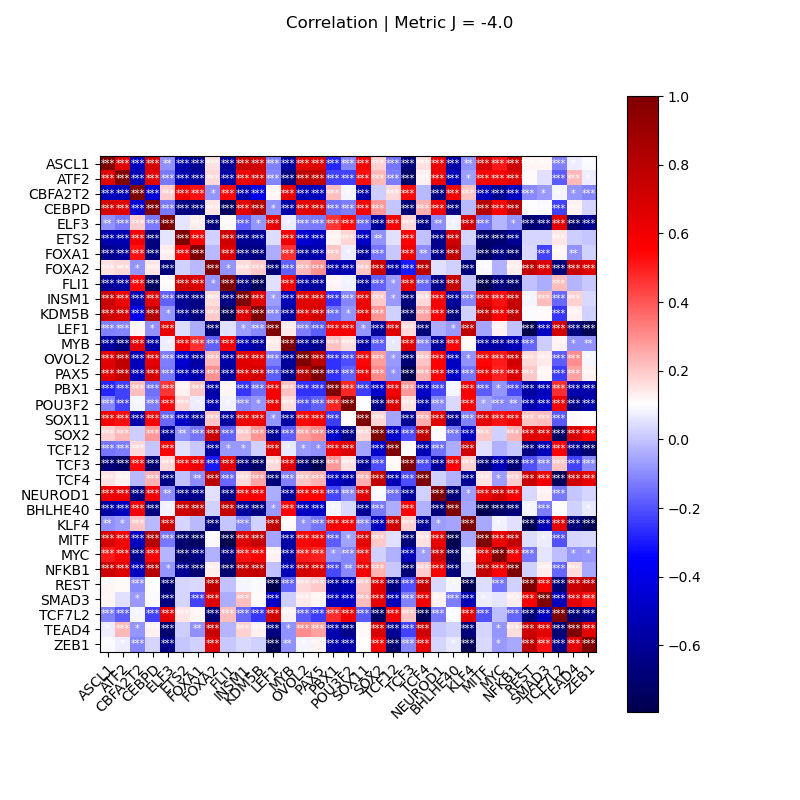 Correlation | Metric J = -4.0
ASCL1
ATF2
CBFA2T2
CEBPD
ELF3
ETS2
FOXA1
FOXA2
FLI1
INSM1
KDM5B
LEF1
MYB
OVOL2
PAX5
PBX1
POU3F2
SOX11
SOX2
TCF12
TCF3
TCF4
NEUROD1
BHLHE40
KLF4
MITF
MYC
NFKB1
REST
SMAD3
TCF7L2
TEAD4
ZEB1
ASCL1
ATF2
CBFA2T2
CEBPD
ELF3
ETS2
FOXA1
FOXA2
FLI1
INSM1
KDM5B
LEF1
MYB
OVOL2
PAX5
PBX1
POU3F2
SOX11
SOX2
TCF12
TCF3
TCF4
NEUROD1
BHLHE40
KLF4
MITF
MYC
NFKB1
REST
SMAD3
TCF7L2
TEAD4
ZEB1
1.0
0.8
0.6
0.4
0.2
0.0
−0.2
−0.4
−0.6